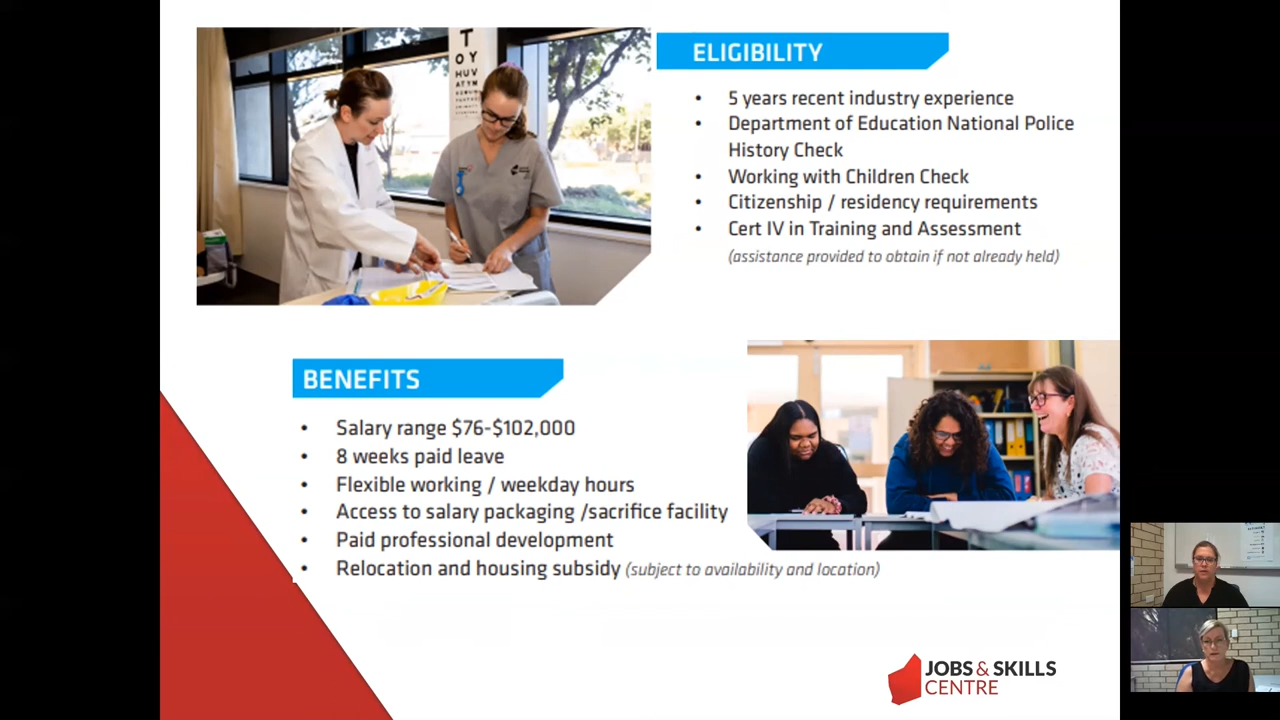 ELIGIBILITY
• 5 years recent industry experience
• Department of Education National Police
History Check
• Working with Children Check
• Citizenship / residency requirements
• Cert IV in Training and Assessment
(assistance provided to obtain if not already held)
BENEFITS
• Salary range $76-$102,000
• 8 weeks paid leave
• Flexible working / weekday hours
• Access to salary packaging /sacrifice facility
• Paid professional development
• Relocation and housing subsidy (subject to availability and location)
JOBS & SKILLS
CENTRE